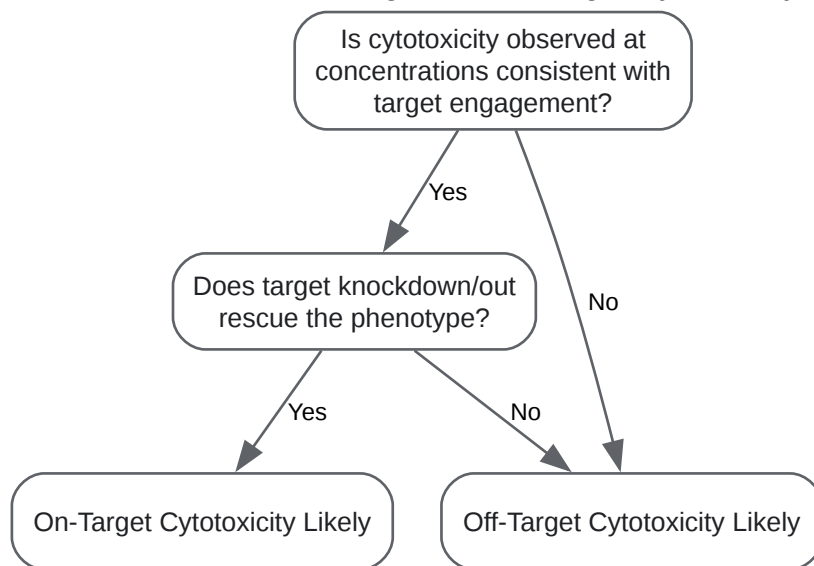 Is cytotoxicity observed at
concentrations consistent with
target engagement?
Yes
No
Does target knockdown/out
rescue the phenotype?
Yes
No
On-Target Cytotoxicity Likely
Off-Target Cytotoxicity Likely